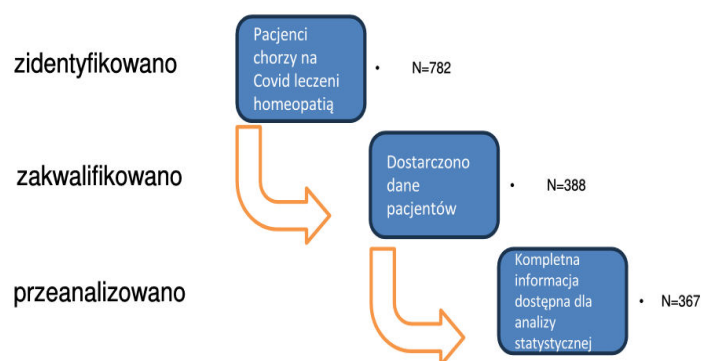 zidentyfikowano
Pacjenci
chorzy na
Covid leczeni
homeopatią
• N=782
zakwalifikowano
Dostarczono
dane
pacjentów
• N=388
przeanalizowano
Kompletna
informacja
dostępna dla
analizy
statystycznej
• N=367